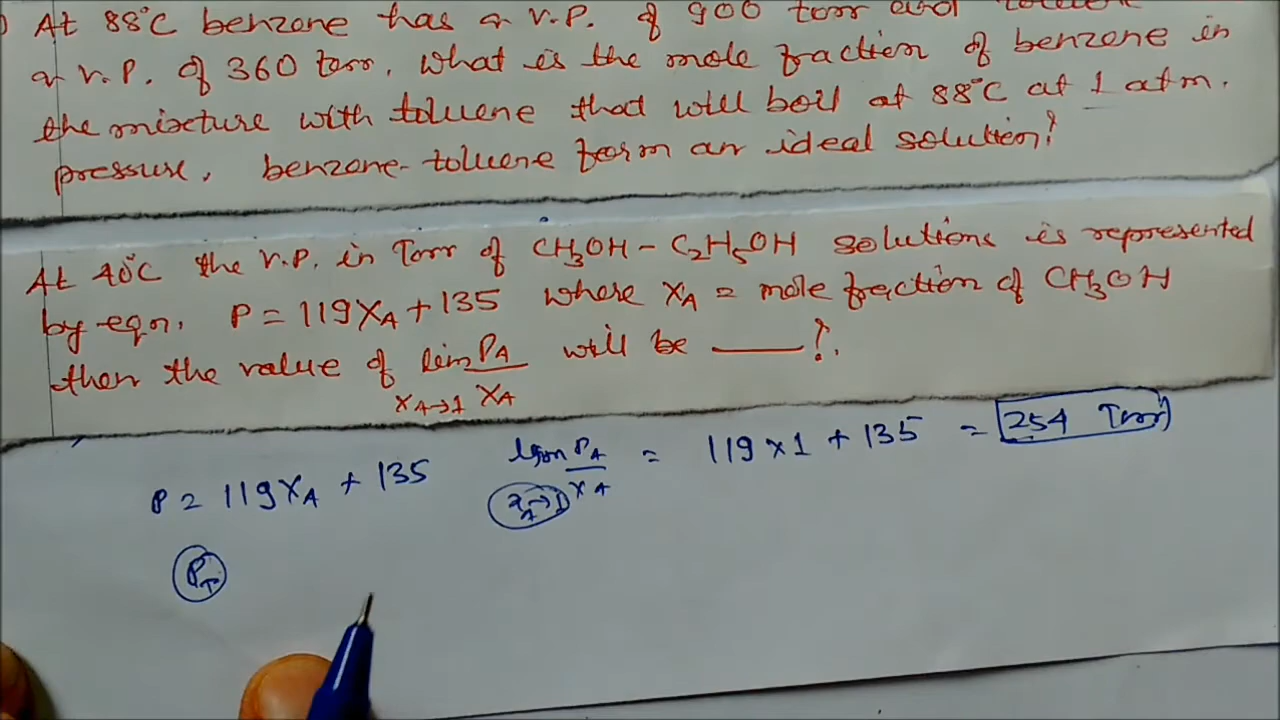 ) At 88°C benzene has a v.P. of 900 torr and
a v.P. of 360 torr, what is the mole fraction of benzene in
the mixture with toluene that will boil at 88°C at 1 atm.
pressure, benzene-toluene form an ideal solution?
At 40°C the V.P. in Torr of CH₃OH - C₂H₅OH solutions is represented
by eqn. P = 119XA + 135 where XA = mole fraction of CH₃OH
then the value of lim PA/XA will be ____?.
XA→1
P = 119XA + 135 lim PA/XA = 119 x 1 + 135 = 254 Torr
XA→1
PT